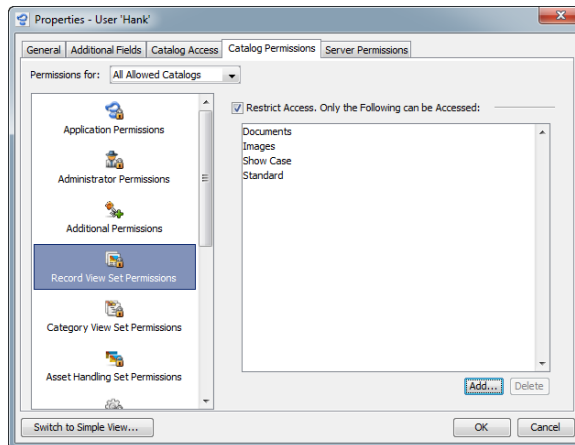 Properties - User 'Hank'
General Additional Fields Catalog Access Catalog Permissions Server Permissions
Permissions for: All Allowed Catalogs
Application Permissions
Administrator Permissions
Additional Permissions
Record View Set Permissions
Category View Set Permissions
Asset Handling Set Permissions
Restrict Access. Only the Following can be Accessed:
Documents
Images
Show Case
Standard
Add... Delete
Switch to Simple View... OK Cancel